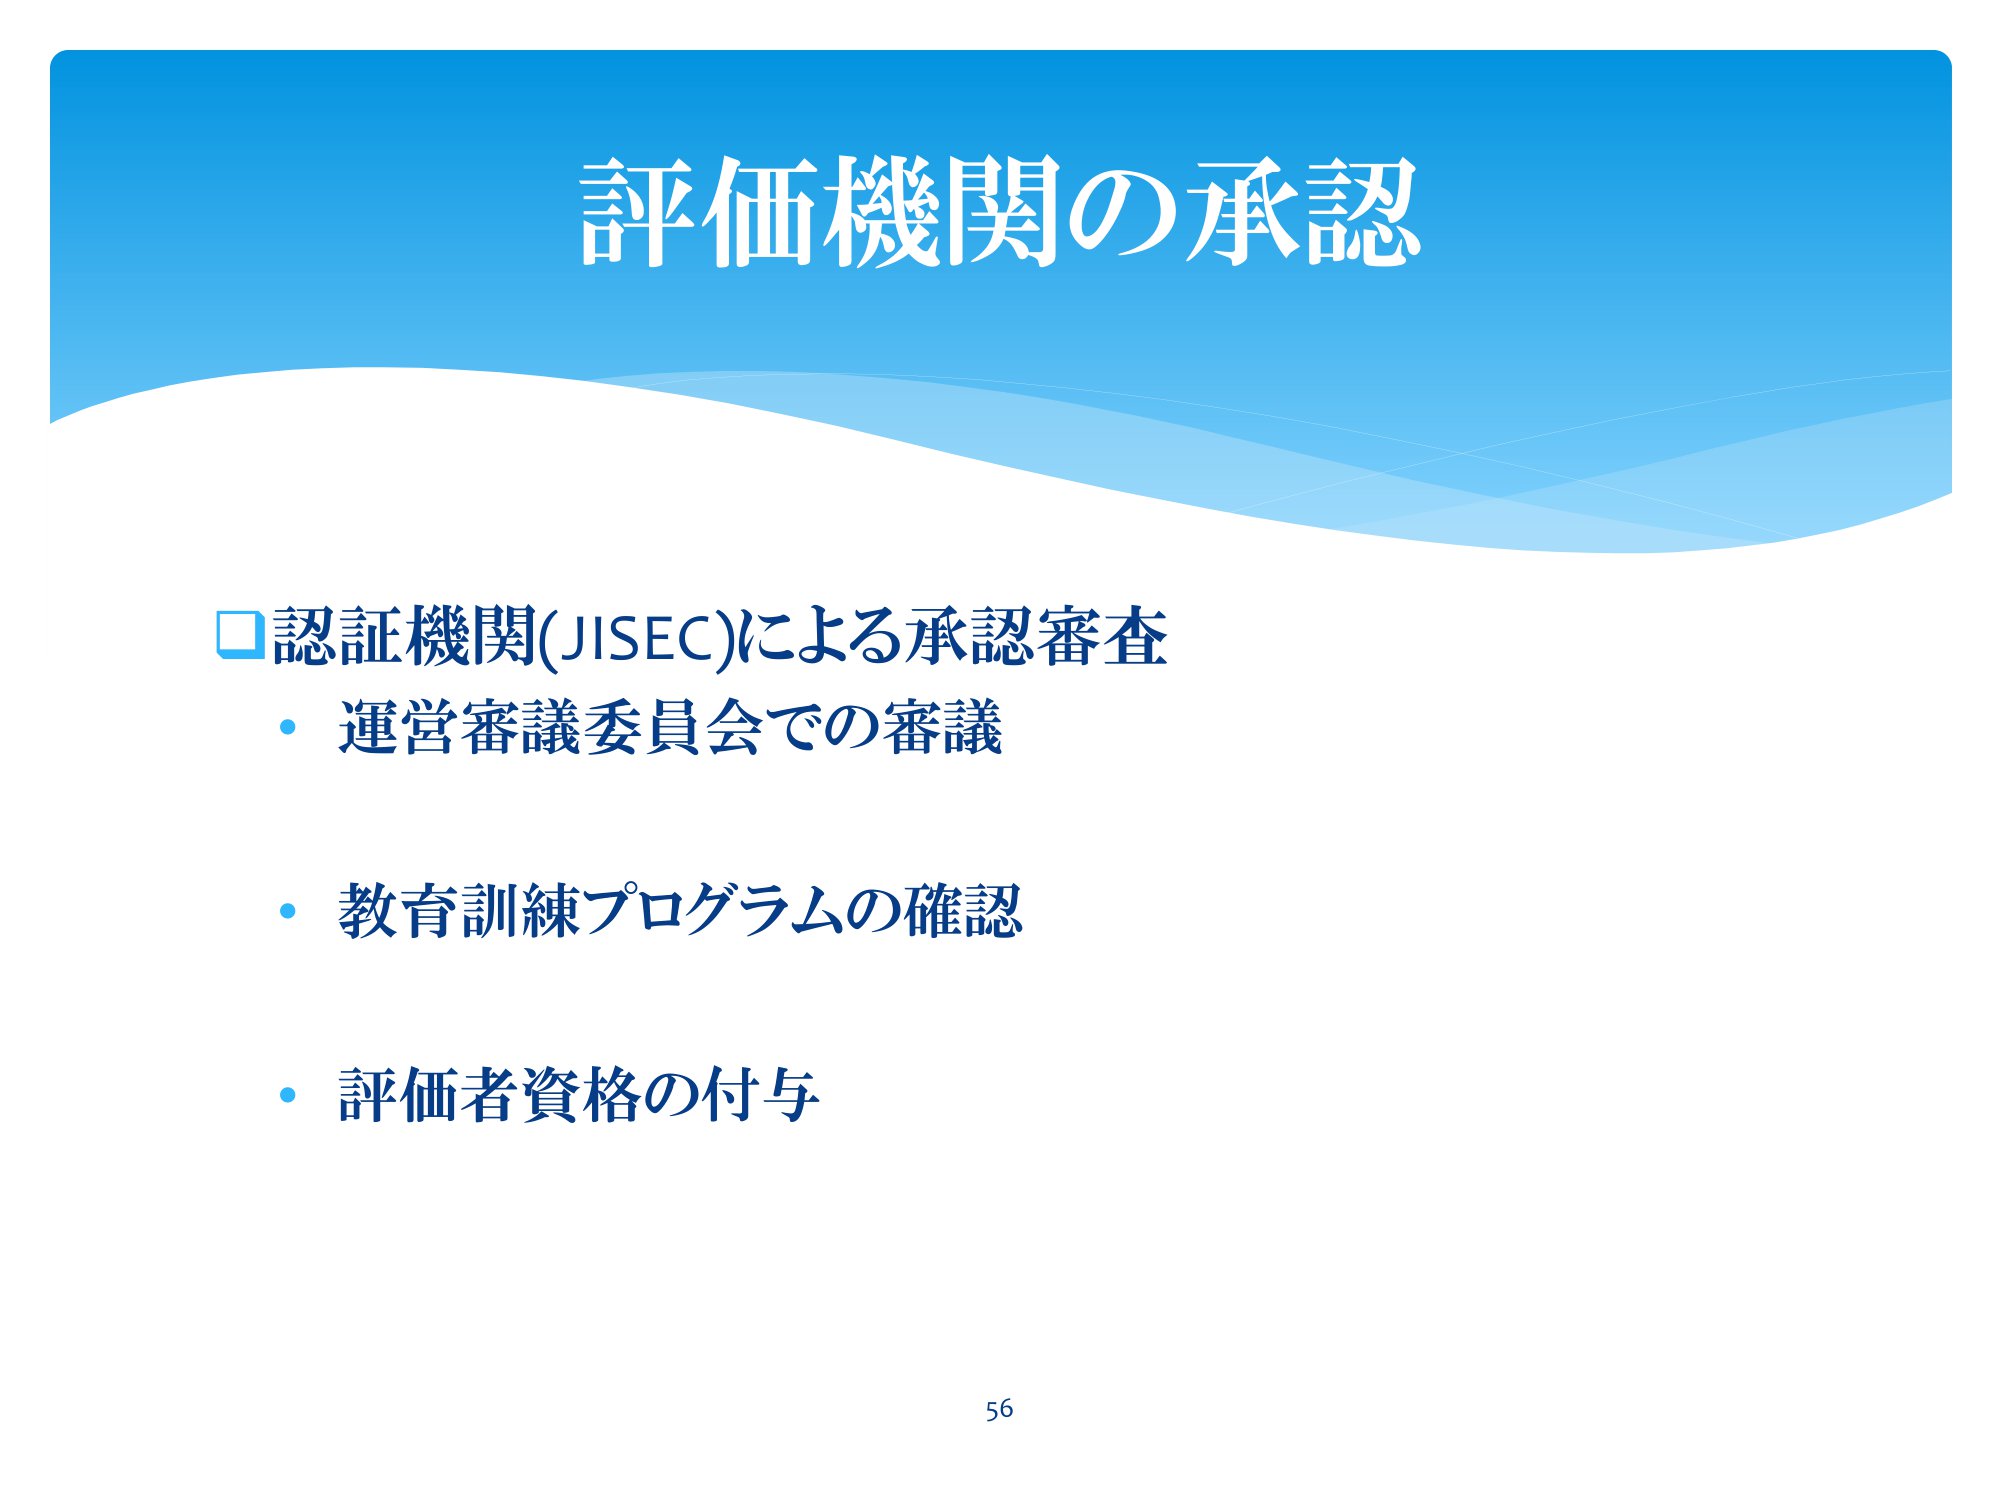 評価機関の承認
❑認証機関(JISEC)による承認審査
• 運営審議委員会での審議
• 教育訓練プログラムの確認
• 評価者資格の付与
56